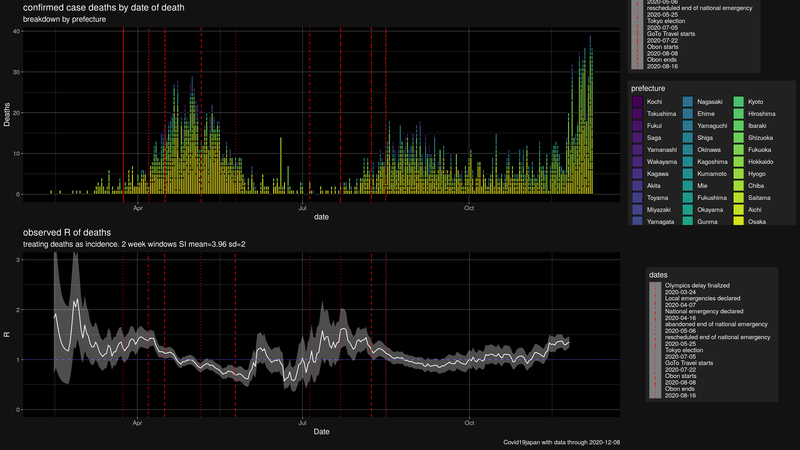 confirmed case deaths by date of death
breakdown by prefecture
40
30
20
10
0
Deaths
Apr
Jul
Oct
date
2020-05-06
rescheduled end of national emergency
2020-05-25
Tokyo election
2020-07-05
GoTo Travel starts
2020-07-22
Obon starts
2020-08-08
Obon ends
2020-08-16
prefecture
Kochi Nagasaki Kyoto
Tokushima Ehime Hiroshima
Fukui Yamaguchi Ibaraki
Saga Shiga Shizuoka
Yamanashi Okinawa Fukuoka
Wakayama Kagoshima Hokkaido
Kagawa Kumamoto Hyogo
Akita Mie Chiba
Toyama Fukushima Saitama
Miyazaki Okayama Aichi
Yamagata Gunma Osaka
observed R of deaths
treating deaths as incidence. 2 week windows SI mean=3.96 sd=2
3
2
1
0
R
Apr
Jul
Oct
Date
dates
Olympics delay finalized
2020-03-24
Local emergencies declared
2020-04-07
National emergency declared
2020-04-16
abandoned end of national emergency
2020-05-06
rescheduled end of national emergency
2020-05-25
Tokyo election
2020-07-05
GoTo Travel starts
2020-07-22
Obon starts
2020-08-08
Obon ends
2020-08-16
Covid19japan with data through 2020-12-08